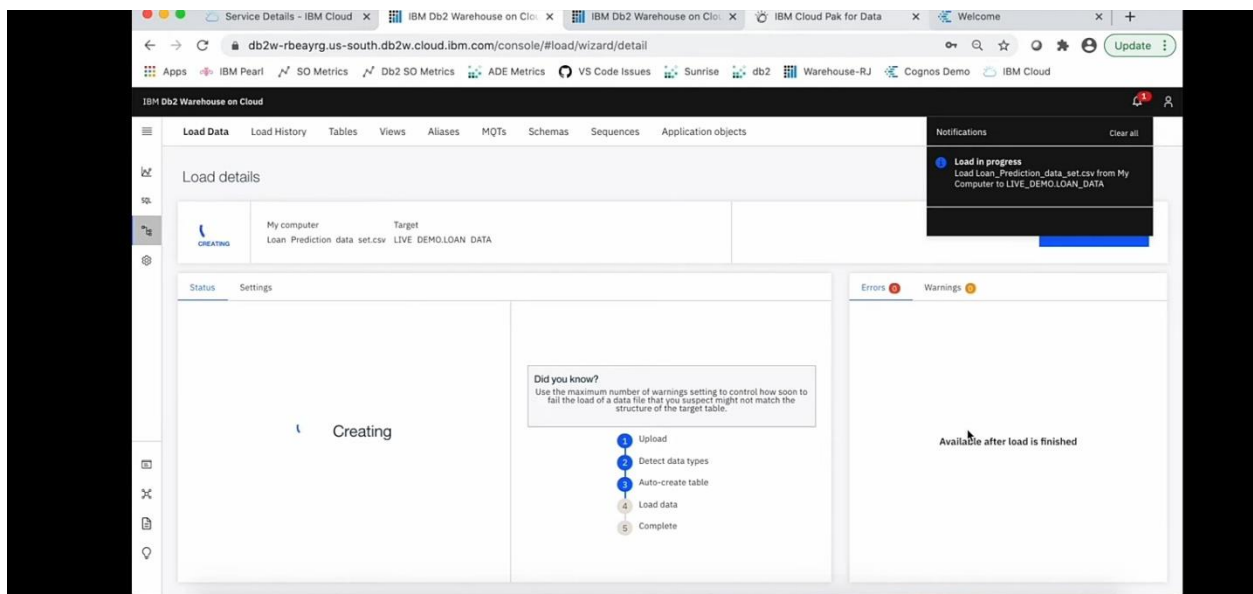 Service Details - IBM Cloud
IBM Db2 Warehouse on Clou
IBM Db2 Warehouse on Clou
IBM Cloud Pak for Data
Welcome
db2w-rbeayrg.us-south.db2w.cloud.ibm.com/console/#load/wizard/detail
Update
Apps IBM Pearl SO Metrics Db2 SO Metrics ADE Metrics VS Code Issues Sunrise db2 Warehouse-RJ Cognos Demo IBM Cloud
IBM Db2 Warehouse on Cloud
1
Load Data Load History Tables Views Aliases MQTs Schemas Sequences Application objects
Notifications Clear all
Load in progress
Load Loan_Prediction_data_set.csv from My
Computer to LIVE_DEMO.LOAN_DATA
Load details
SQL
My computer Target
CREATING
Loan Prediction data set.csv LIVE DEMO.LOAN DATA
Status Settings
Errors 0 Warnings 0
Did you know?
Use the maximum number of warnings setting to control how soon to
fail the load of a data file that you suspect might not match the
structure of the target table.
Creating
1 Upload
2 Detect data types
3 Auto-create table
4 Load data
5 Complete
Available after load is finished